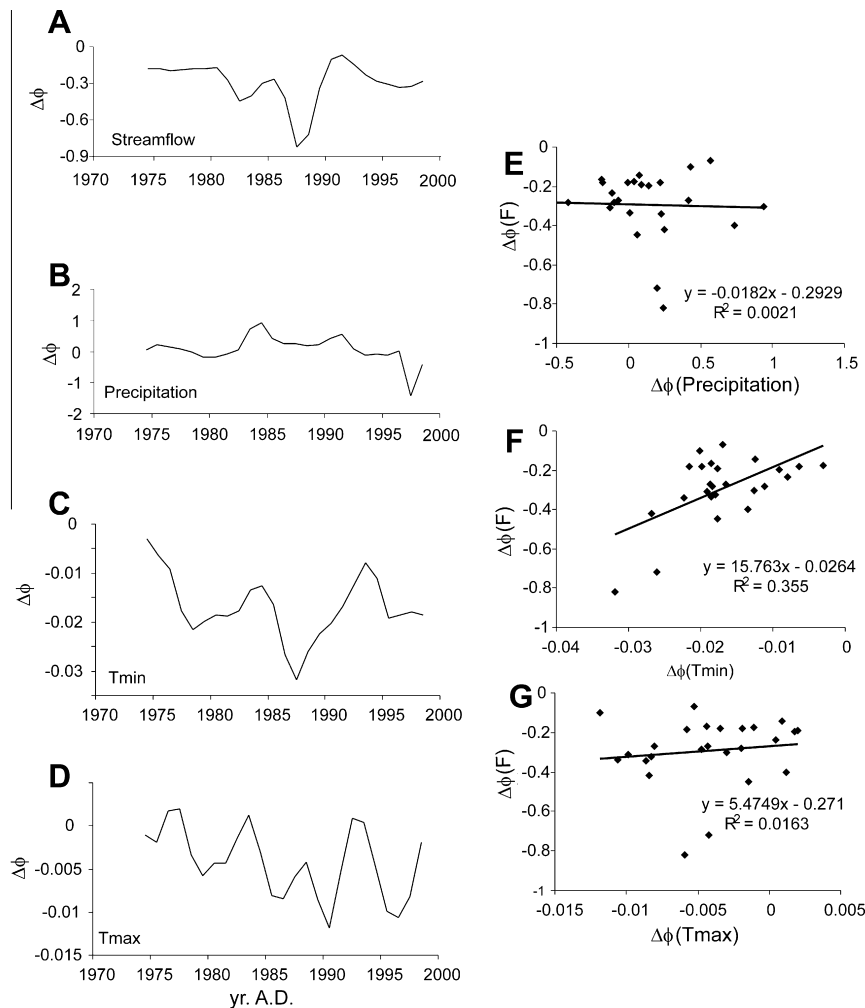 A
0
-0.3
-0.6
-0.9
Δϕ
Streamflow
1970 1975 1980 1985 1990 1995 2000
B
2
1
0
-1
-2
Δϕ
Precipitation
1970 1975 1980 1985 1990 1995 2000
C
0
-0.01
-0.02
-0.03
Δϕ
Tmin
1970 1975 1980 1985 1990 1995 2000
D
0
-0.005
-0.01
-0.015
Δϕ
Tmax
1970 1975 1980 1985 1990 1995 2000
yr. A.D.
E
0
-0.2
-0.4
-0.6
-0.8
-1
Δϕ(F)
y = -0.0182x - 0.2929
R2 = 0.0021
-0.5 0 0.5 1 1.5
Δϕ(Precipitation)
F
0
-0.2
-0.4
-0.6
-0.8
-1
Δϕ(F)
y = 15.763x - 0.0264
R2 = 0.355
-0.04 -0.03 -0.02 -0.01 0
Δϕ(Tmin)
G
0
-0.2
-0.4
-0.6
-0.8
-1
Δϕ(F)
y = 5.4749x - 0.271
R2 = 0.0163
-0.015 -0.01 -0.005 0 0.005
Δϕ(Tmax)